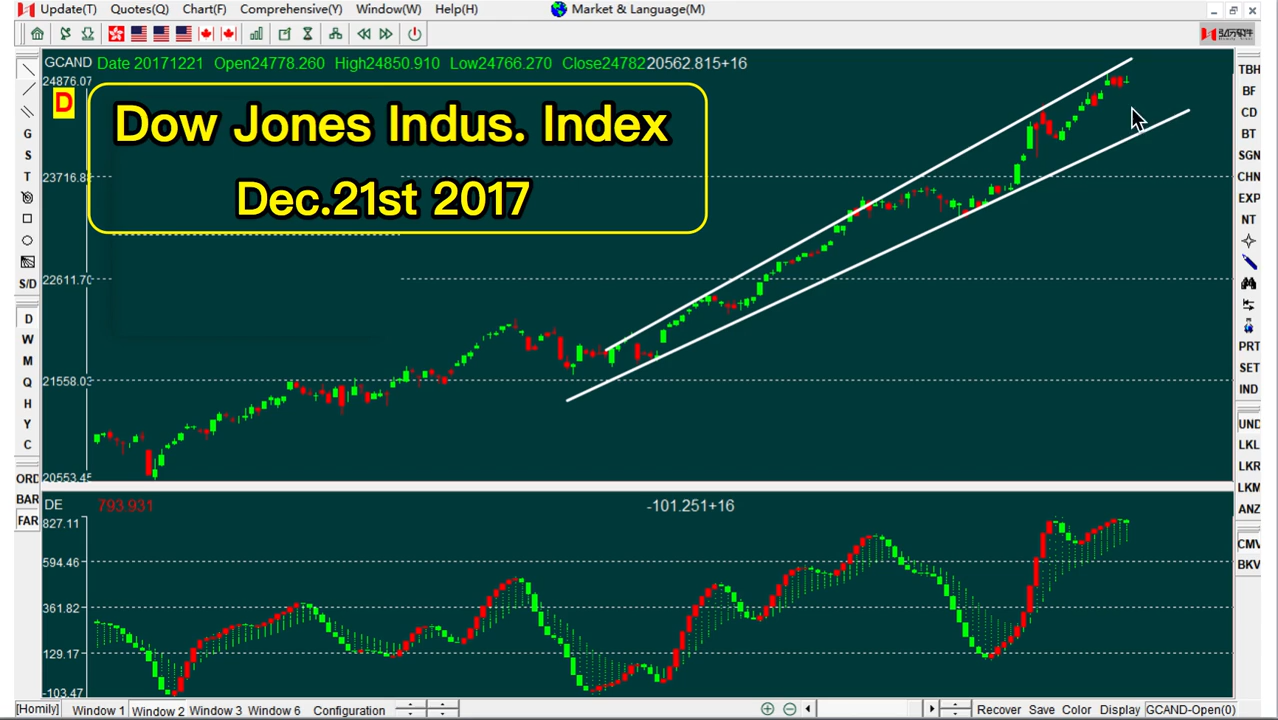 Update(T) Quotes(Q) Chart(F) Comprehensive(Y) Window(W) Help(H) Market & Language(M)
GCAND Date 20171221 Open24778.260 High24850.910 Low24766.270 Close2478220562.815+16
24876.07
D
Dow Jones Indus. Index
Dec.21st 2017
23716.88
22611.70
21558.03
20553.45
DE 793.931 -101.251+16
827.11
594.46
361.82
129.17
-103.47
G
S
T
S/D
D
W
M
Q
H
Y
C
ORD
BAR
FAR
TBH
BF
CD
BT
SGN
CHN
EXP
NT
PRT
SET
IND
UND
LKL
LKR
LKM
ANZ
CMV
BKV
[Homily] Window 1 Window 2 Window 3 Window 6 Configuration Recover Save Color Display GCAND-Open(0)